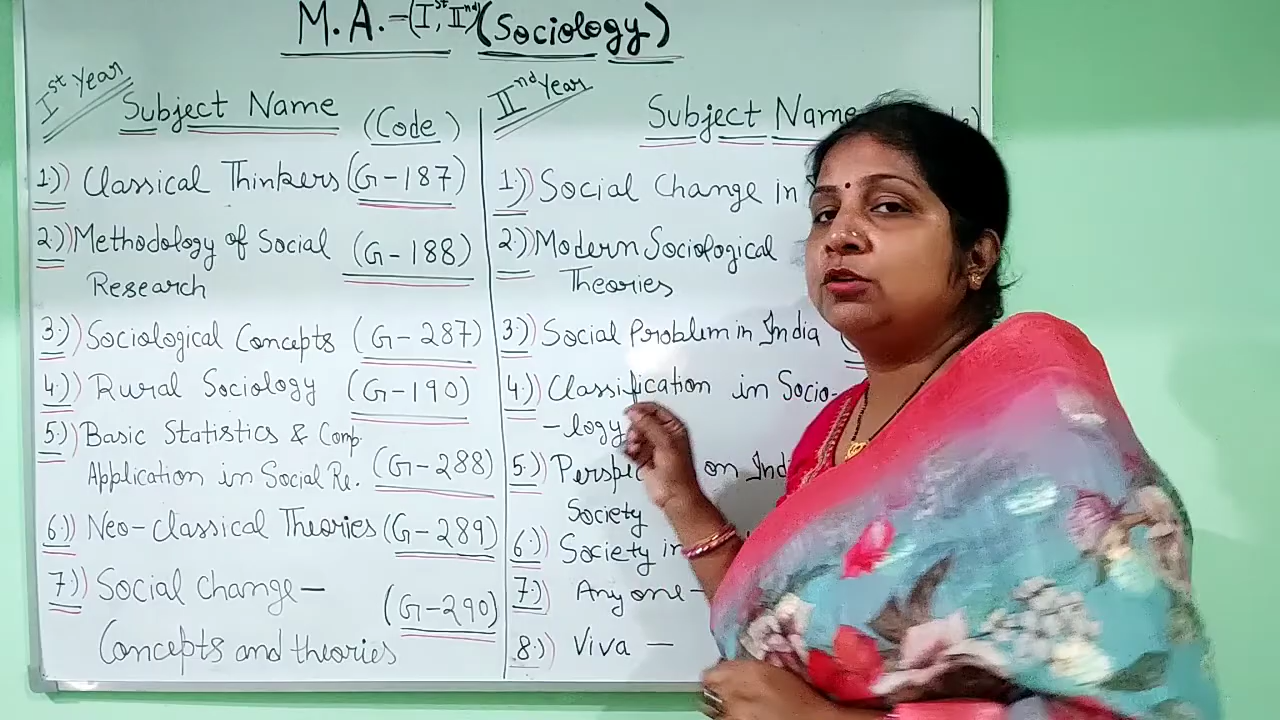 M.A.-(Ist, IInd)(Sociology)
Ist Year
Subject Name (Code)
1.)) Classical Thinkers (G-187)
2.)) Methodology of Social (G-188)
Research
3.)) Sociological Concepts (G-287)
4.)) Rural Sociology (G-190)
5.)) Basic Statistics & Comp.
Application in Social Re. (G-288)
6.)) Neo-Classical Theories (G-289)
7.)) Social Change-
(G-290)
Concepts and theories
IInd Year
Subject Name
1.)) Social Change in
2.)) Modern Sociological
Theories
3.)) Social Problem in India
4.)) Classification in Socio-
-logy
5.)) on
Society
6.)) Society
7.)) Any one-
8.)) Viva -